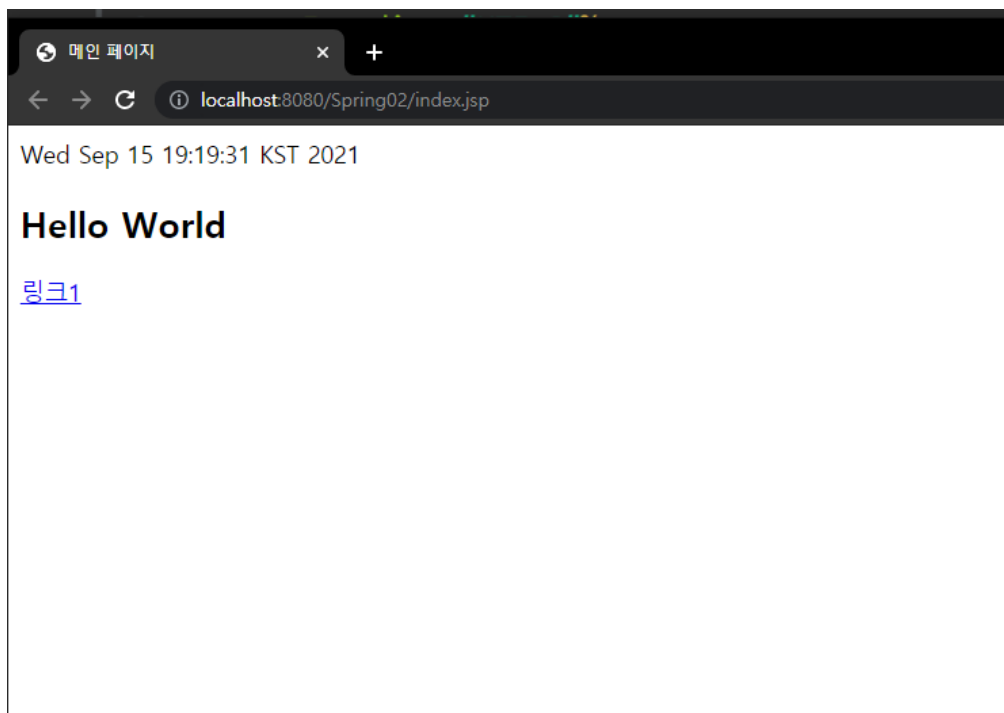 메인 페이지
localhost:8080/Spring02/index.jsp
Wed Sep 15 19:19:31 KST 2021
Hello World
링크1